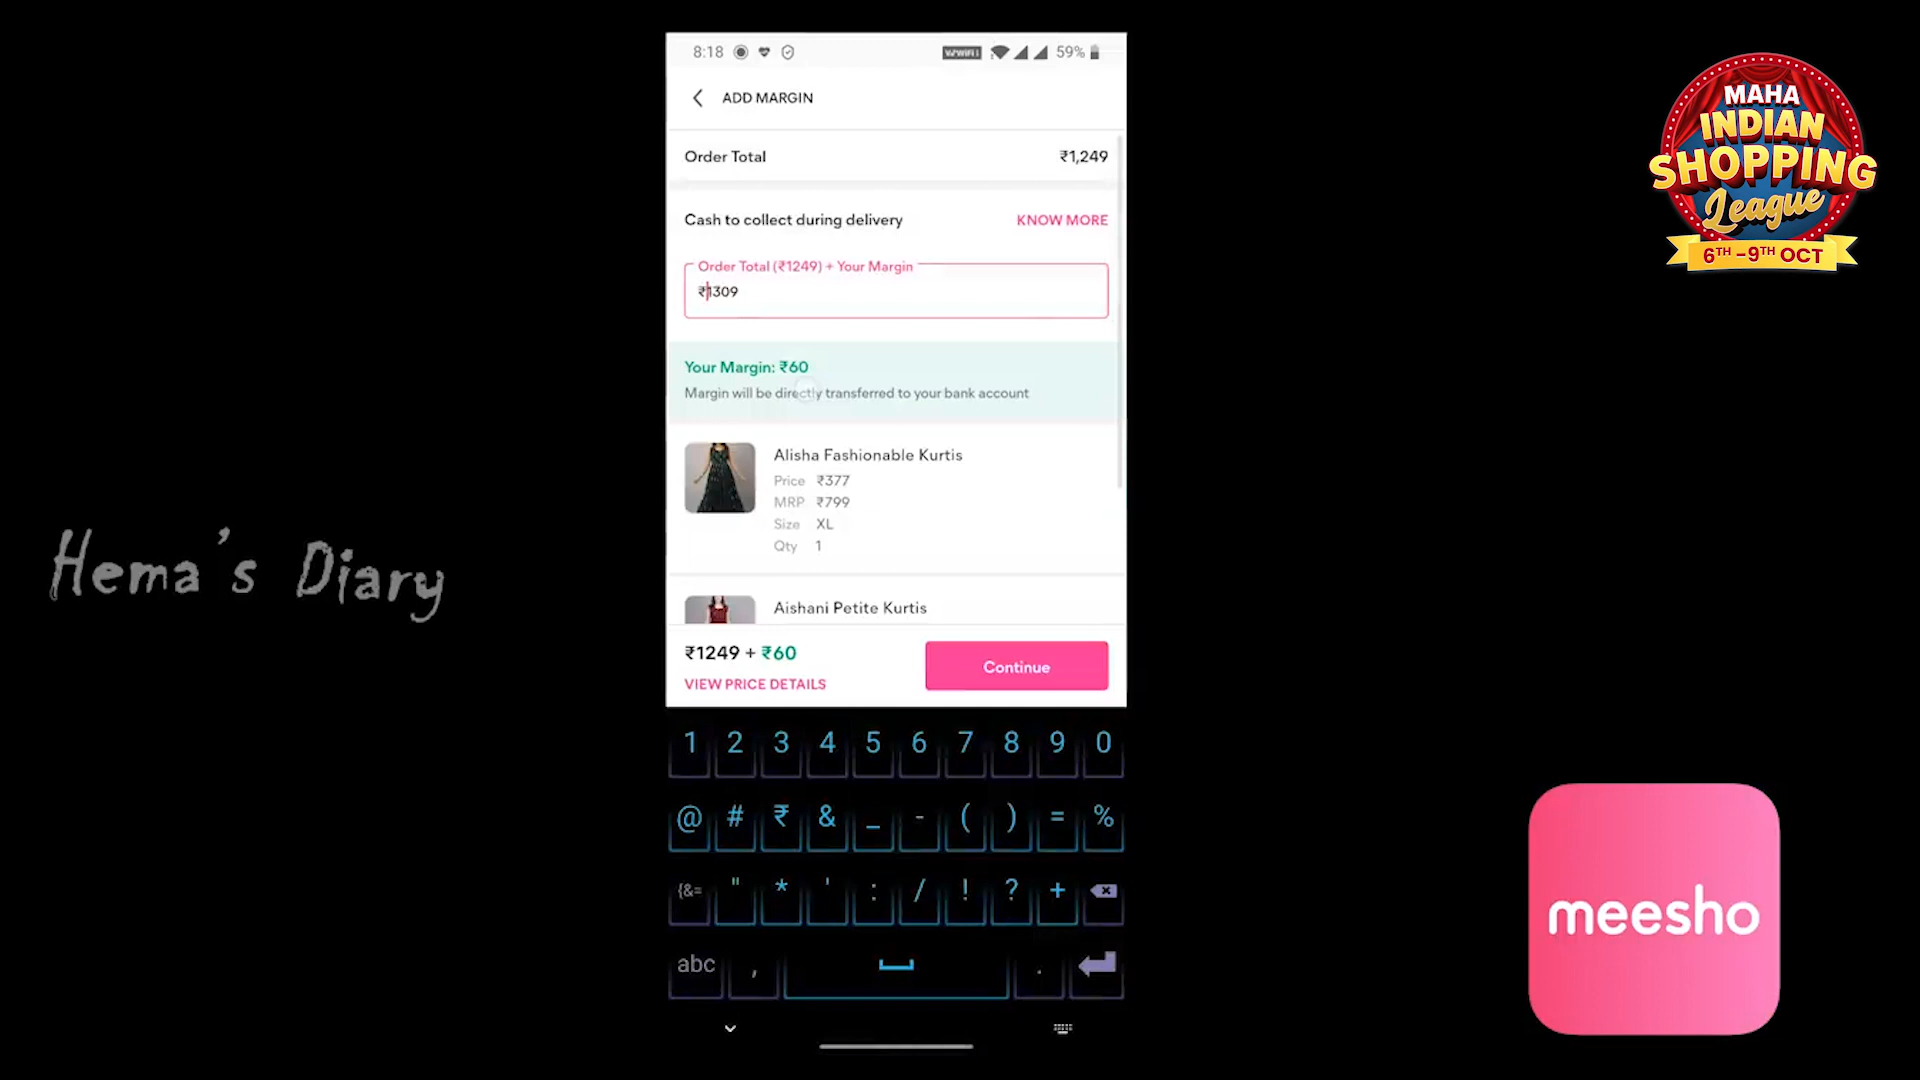 8:18
VoWiFi 1
59%
ADD MARGIN
Order Total ₹1,249
Cash to collect during delivery KNOW MORE
Order Total (₹1249) + Your Margin
₹1309
Your Margin: ₹60
Margin will be directly transferred to your bank account
Alisha Fashionable Kurtis
Price ₹377
MRP ₹799
Size XL
Qty 1
Aishani Petite Kurtis
₹1249 + ₹60
VIEW PRICE DETAILS
Continue
1 2 3 4 5 6 7 8 9 0
@ # ₹ & _ - ( ) = %
{&= " * ' : / ! ? +
abc , .
Hema's Diary
MAHA
INDIAN
SHOPPING
League
6TH -9TH OCT
meesho